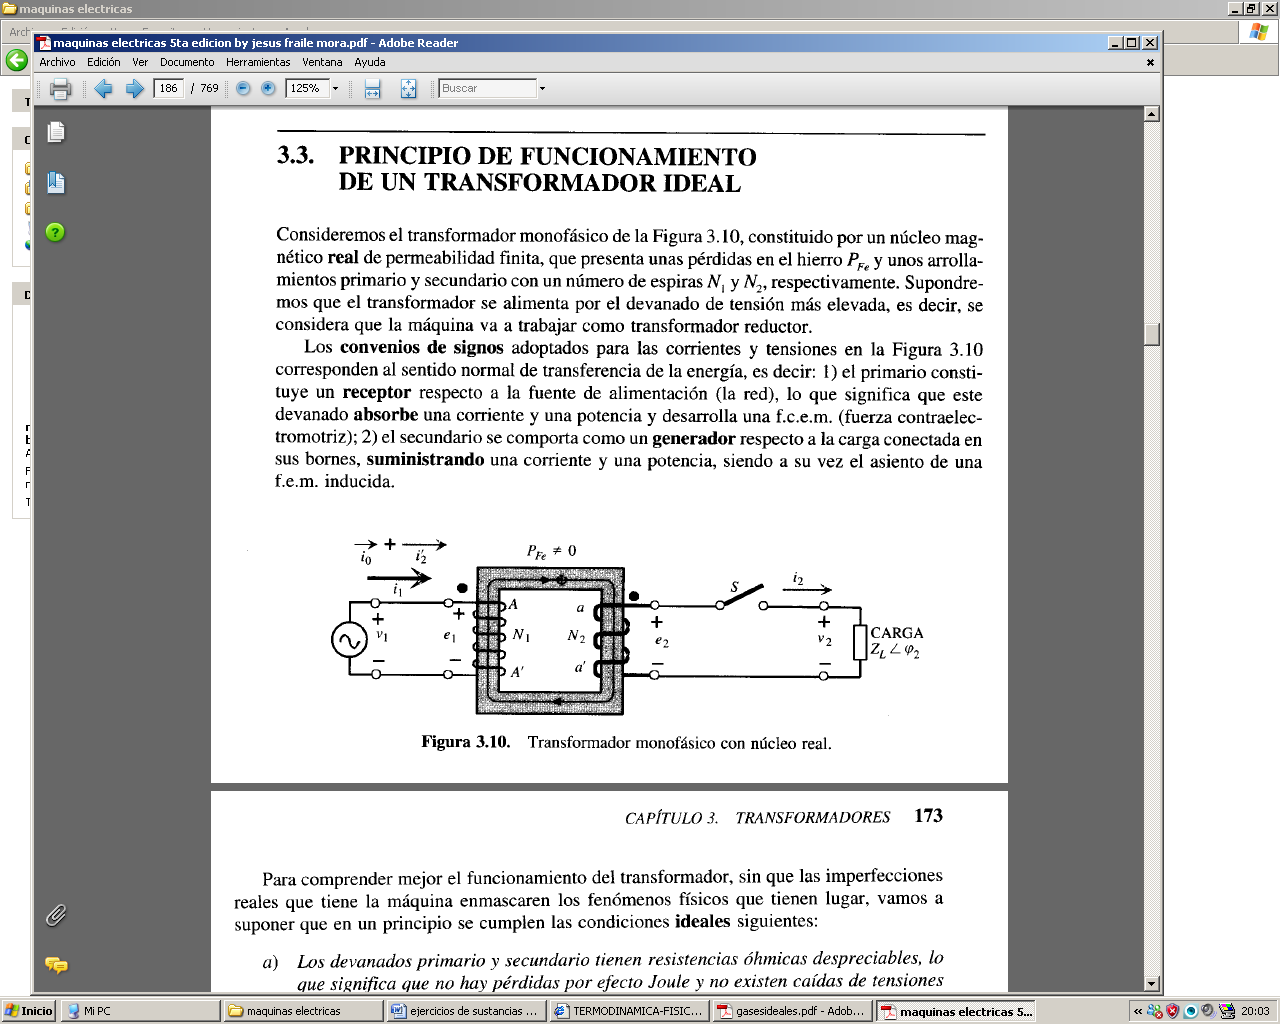 maquinas electricas
maquinas electricas 5ta edicion by jesus fraile mora.pdf - Adobe Reader
Archivo Edición Ver Documento Herramientas Ventana Ayuda
186 / 769 125% Buscar
3.3. PRINCIPIO DE FUNCIONAMIENTO
DE UN TRANSFORMADOR IDEAL
Consideremos el transformador monofásico de la Figura 3.10, constituido por un núcleo mag-
nético real de permeabilidad finita, que presenta unas pérdidas en el hierro P_Fe y unos arrolla-
mientos primario y secundario con un número de espiras N1 y N2, respectivamente. Supondre-
mos que el transformador se alimenta por el devanado de tensión más elevada, es decir, se
considera que la máquina va a trabajar como transformador reductor.
Los convenios de signos adoptados para las corrientes y tensiones en la Figura 3.10
corresponden al sentido normal de transferencia de la energía, es decir: 1) el primario consti-
tuye un receptor respecto a la fuente de alimentación (la red), lo que significa que este
devanado absorbe una corriente y una potencia y desarrolla una f.c.e.m. (fuerza contraelec-
tromotriz); 2) el secundario se comporta como un generador respecto a la carga conectada en
sus bornes, suministrando una corriente y una potencia, siendo a su vez el asiento de una
f.e.m. inducida.
i0 + i'2
i1
P_Fe ≠ 0
S i2
A a
+ + + +
v1 e1 N1 N2 e2 v2
CARGA
Z_L ∠ φ2
− − − −
A' a'
Figura 3.10. Transformador monofásico con núcleo real.
CAPÍTULO 3. TRANSFORMADORES 173
Para comprender mejor el funcionamiento del transformador, sin que las imperfecciones
reales que tiene la máquina enmascaren los fenómenos físicos que tienen lugar, vamos a
suponer que en un principio se cumplen las condiciones ideales siguientes:
a) Los devanados primario y secundario tienen resistencias óhmicas despreciables, lo
que significa que no hay pérdidas por efecto Joule y no existen caídas de tensiones
Inicio Mi PC maquinas electricas ejercicios de sustancias ... TERMODINAMICA-FISIC... gasesideales.pdf - Adob... maquinas electricas 5... « 20:03